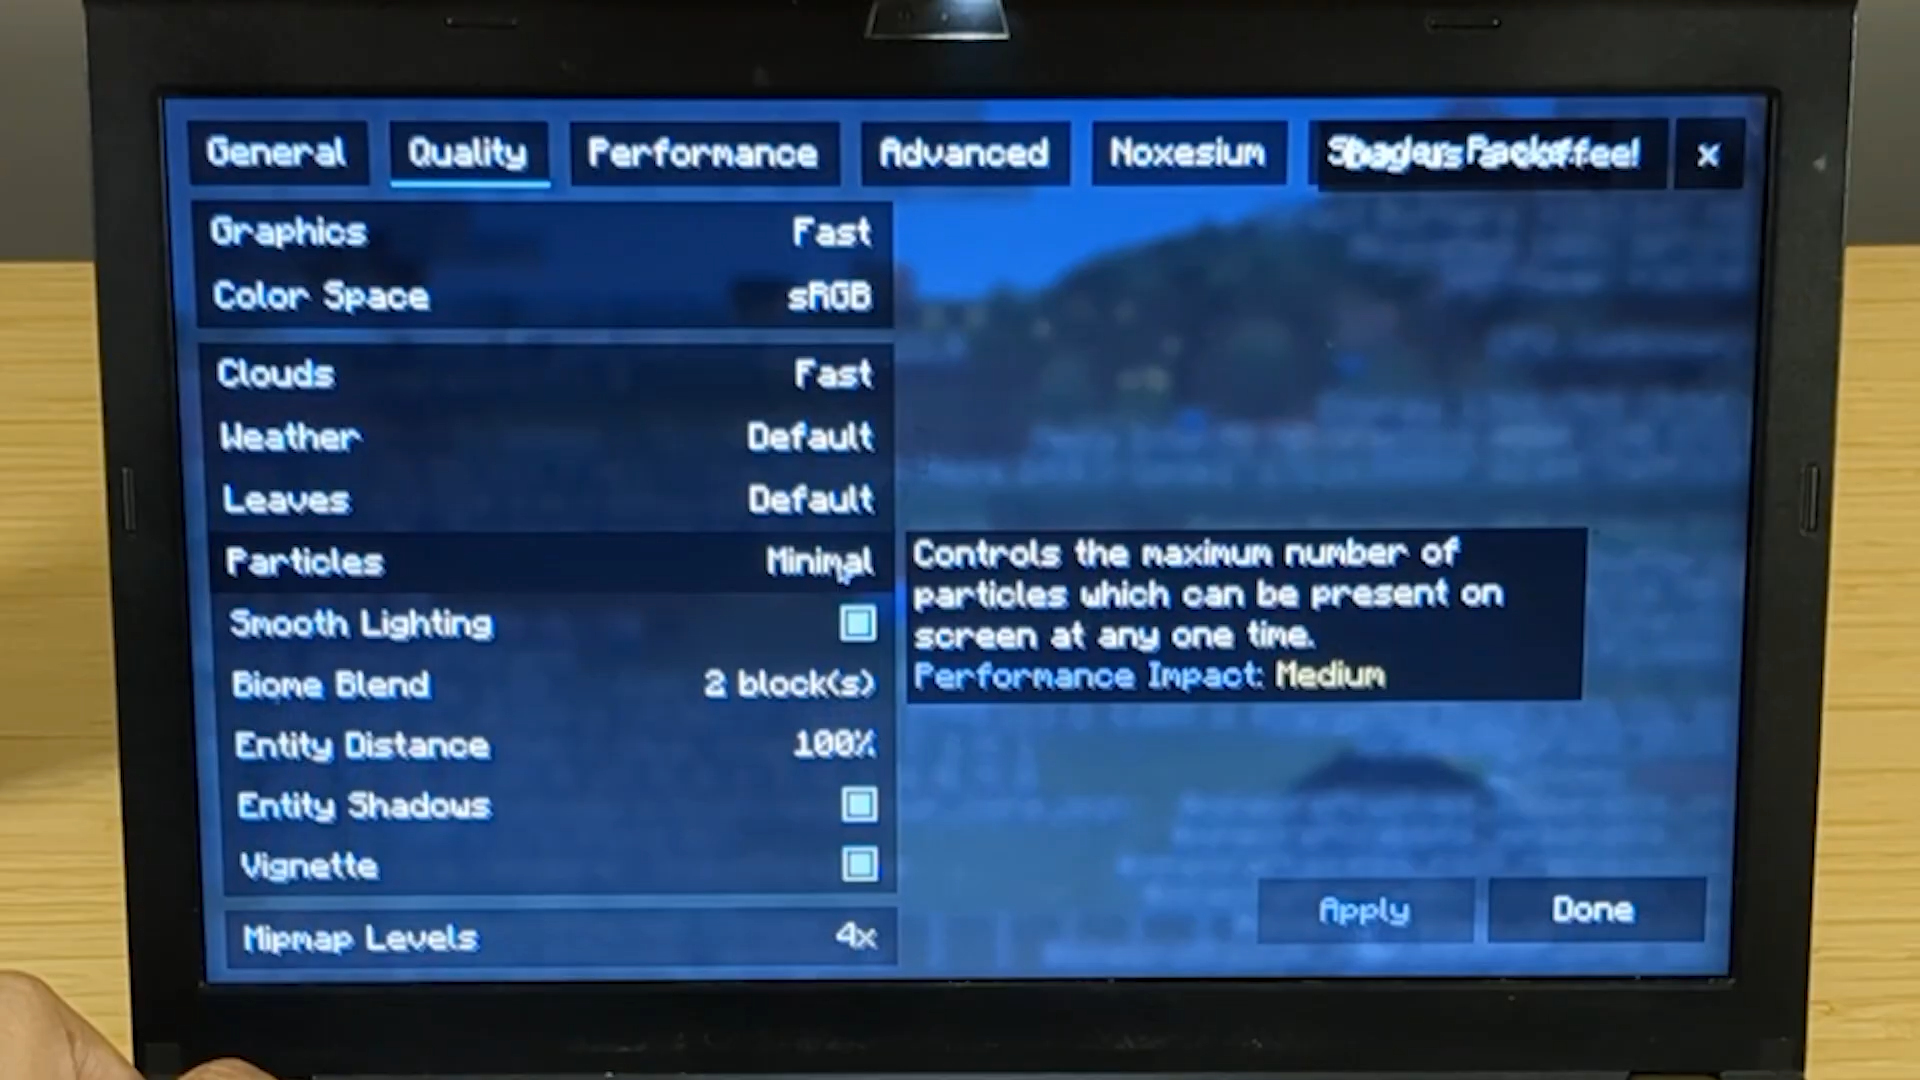 General Quality Performance Advanced Noxesium x
Graphics Fast
Color Space sRGB
Clouds Fast
Weather Default
Leaves Default
Particles Minimal
Smooth Lighting
Biome Blend 2 block(s)
Entity Distance 100%
Entity Shadows
Vignette
Mipmap Levels 4x
Controls the maximum number of
particles which can be present on
screen at any one time.
Performance Impact: Medium
Apply Done